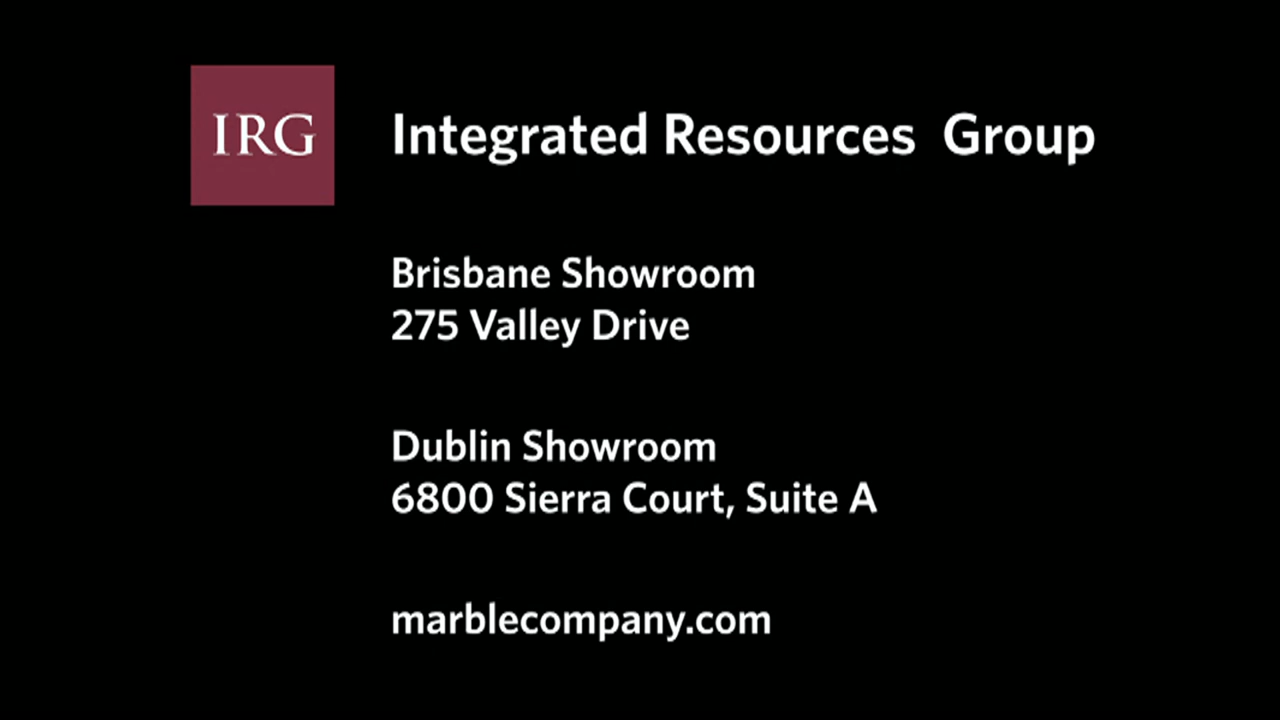 IRG
Integrated Resources Group
Brisbane Showroom
275 Valley Drive
Dublin Showroom
6800 Sierra Court, Suite A
marblecompany.com